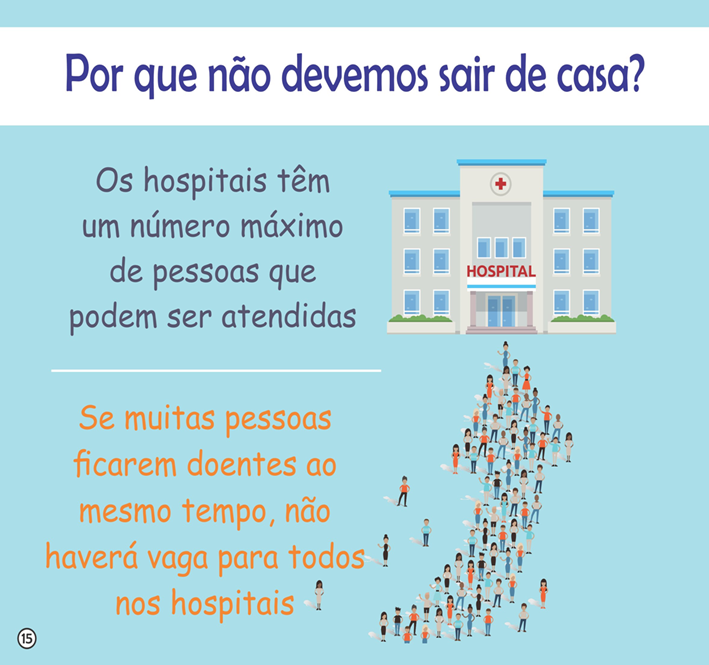 Por que não devemos sair de casa?
Os hospitais têm
um número máximo
de pessoas que
podem ser atendidas
HOSPITAL
Se muitas pessoas
ficarem doentes ao
mesmo tempo, não
haverá vaga para todos
nos hospitais
15